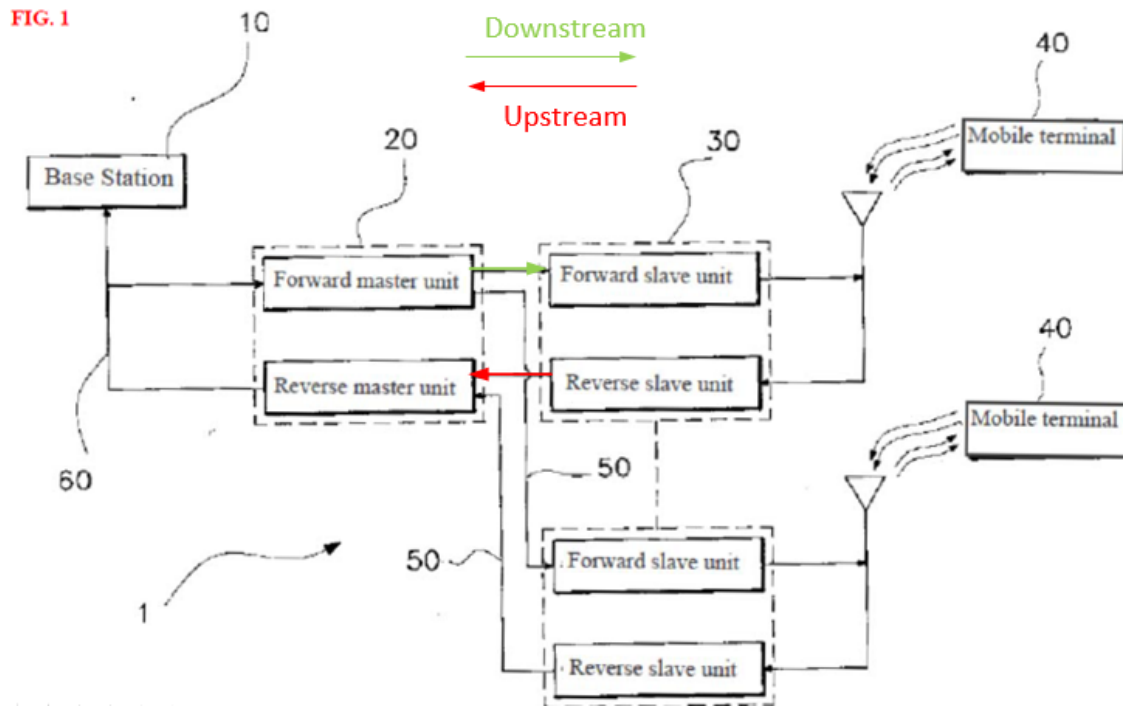 FIG. 1
10
Downstream
Upstream
40
Mobile terminal
Base Station
20
30
Forward master unit
Forward slave unit
Reverse master unit
Reverse slave unit
40
Mobile terminal
60
50
50
Forward slave unit
1
Reverse slave unit